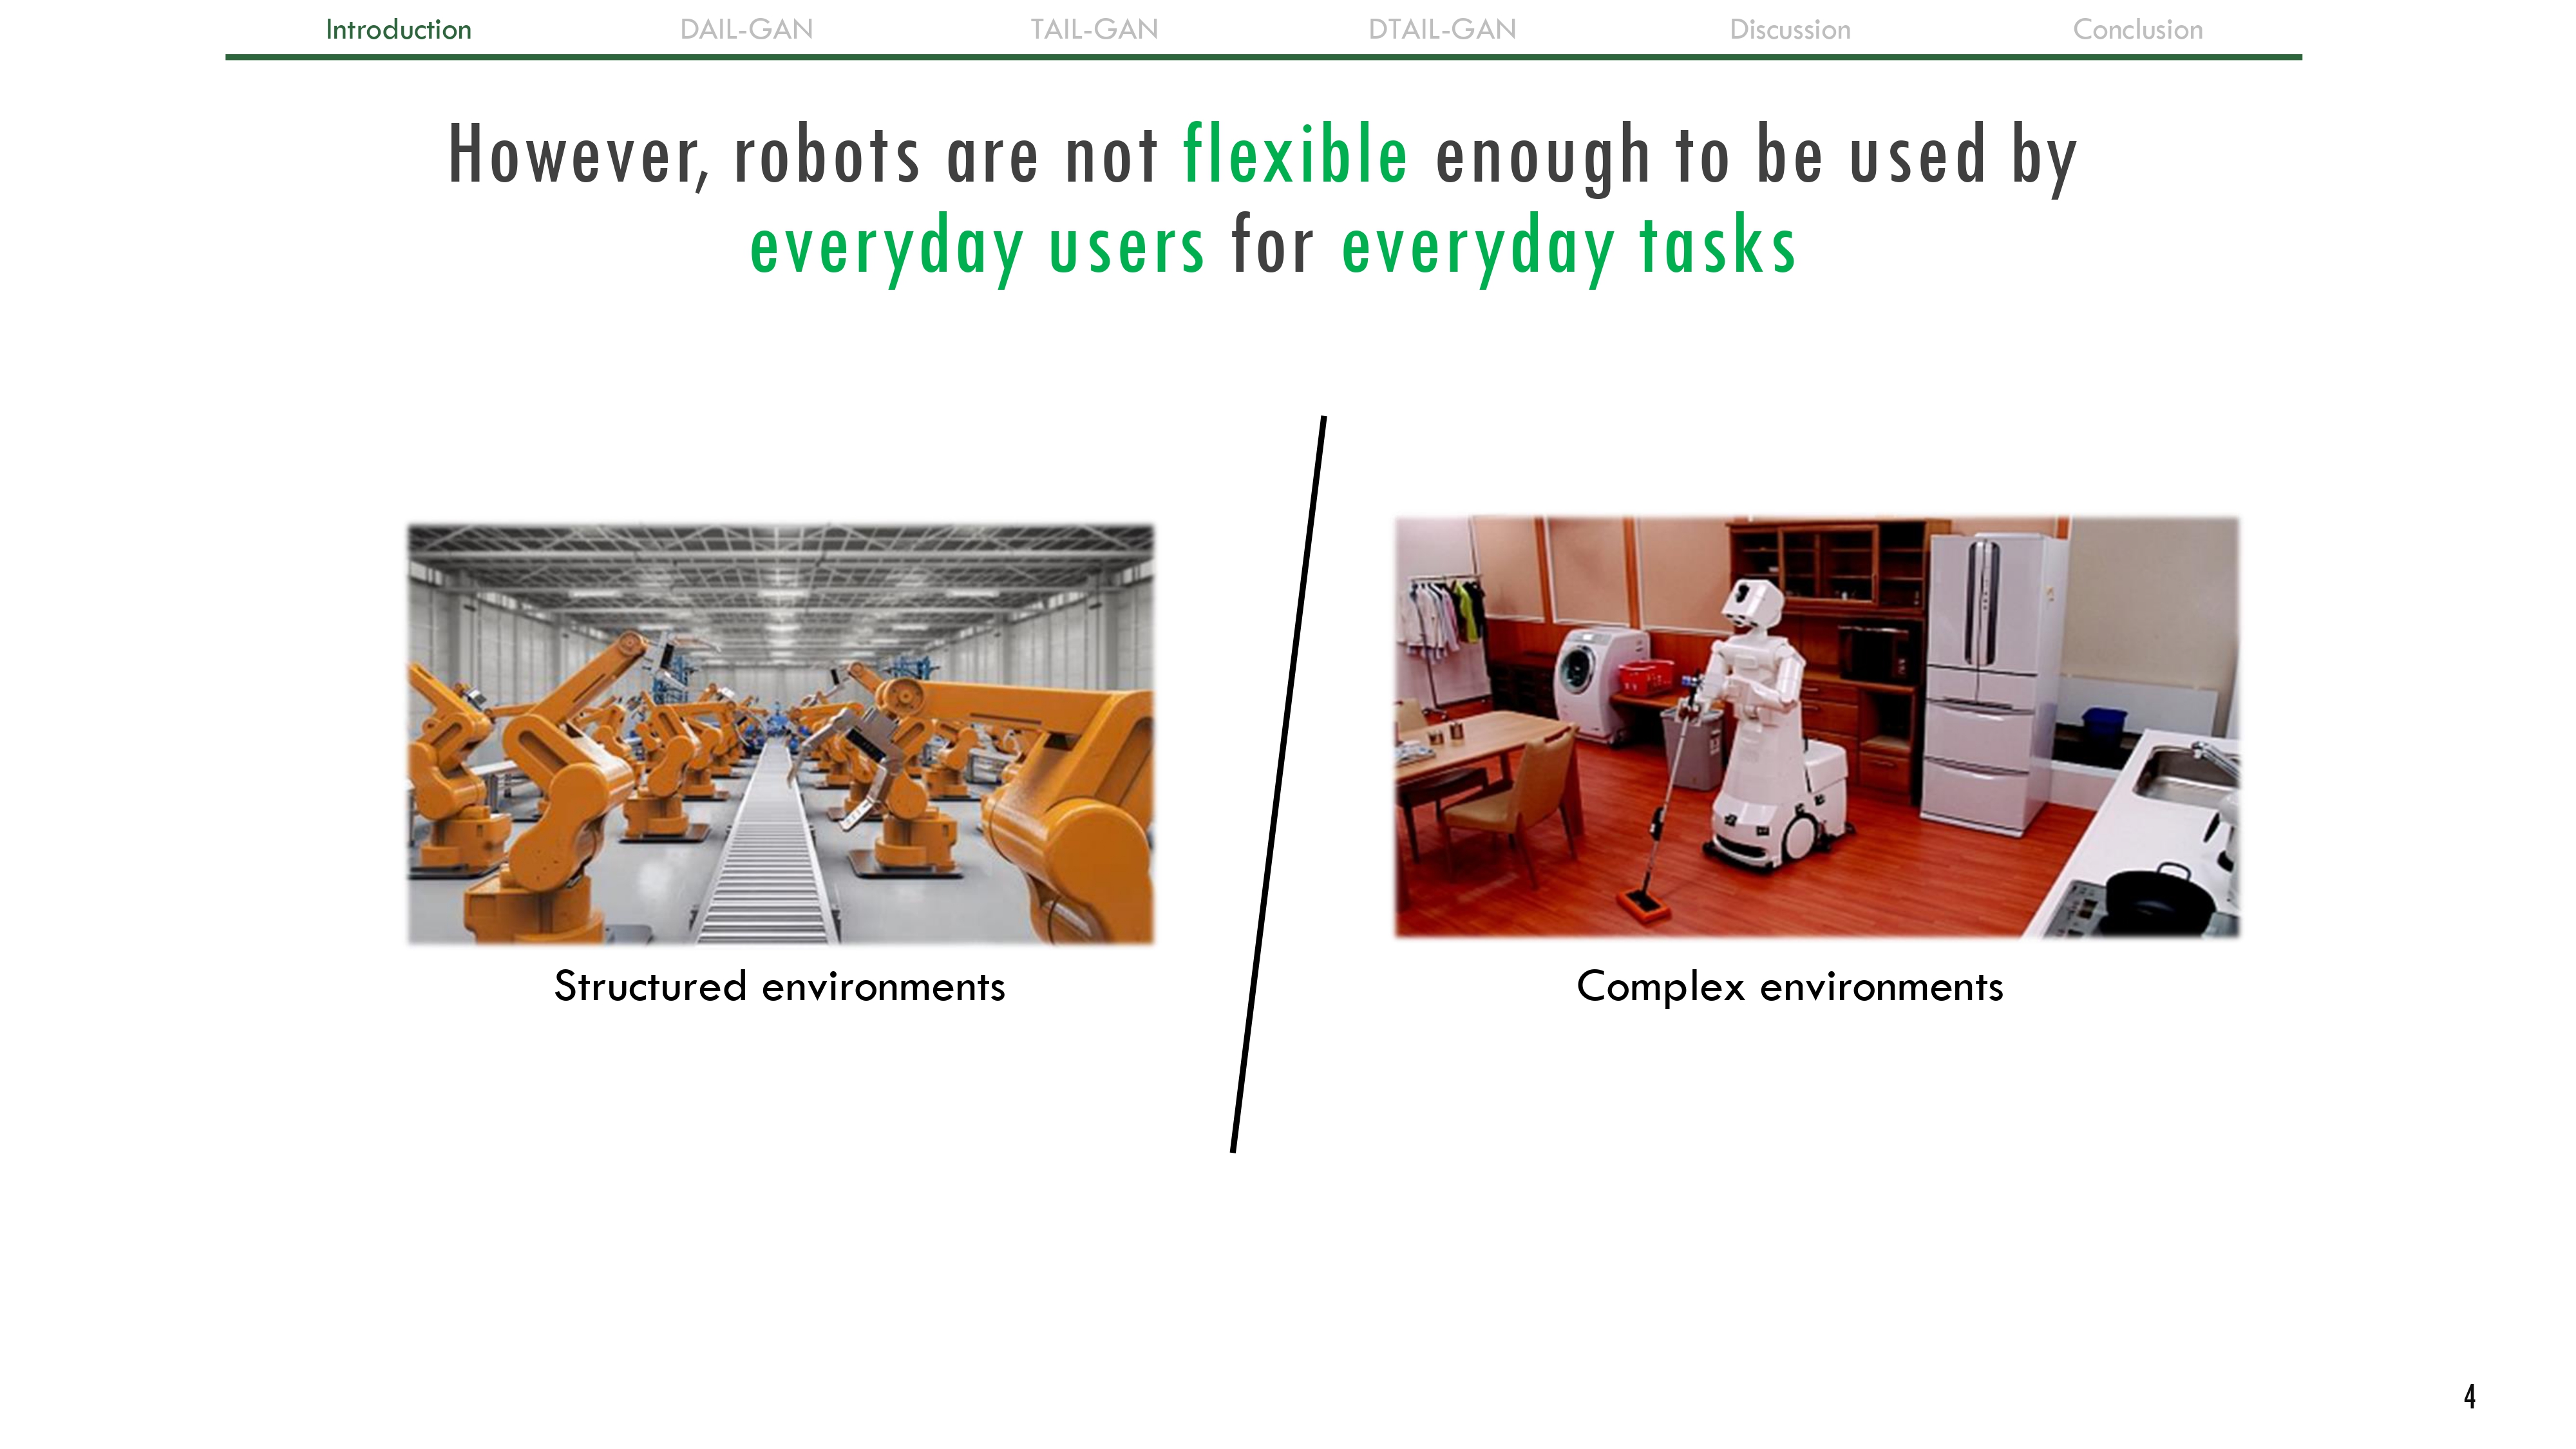 Introduction DAIL-GAN TAIL-GAN DTAIL-GAN Discussion Conclusion
However, robots are not flexible enough to be used by
everyday users for everyday tasks
Structured environments
Complex environments
4